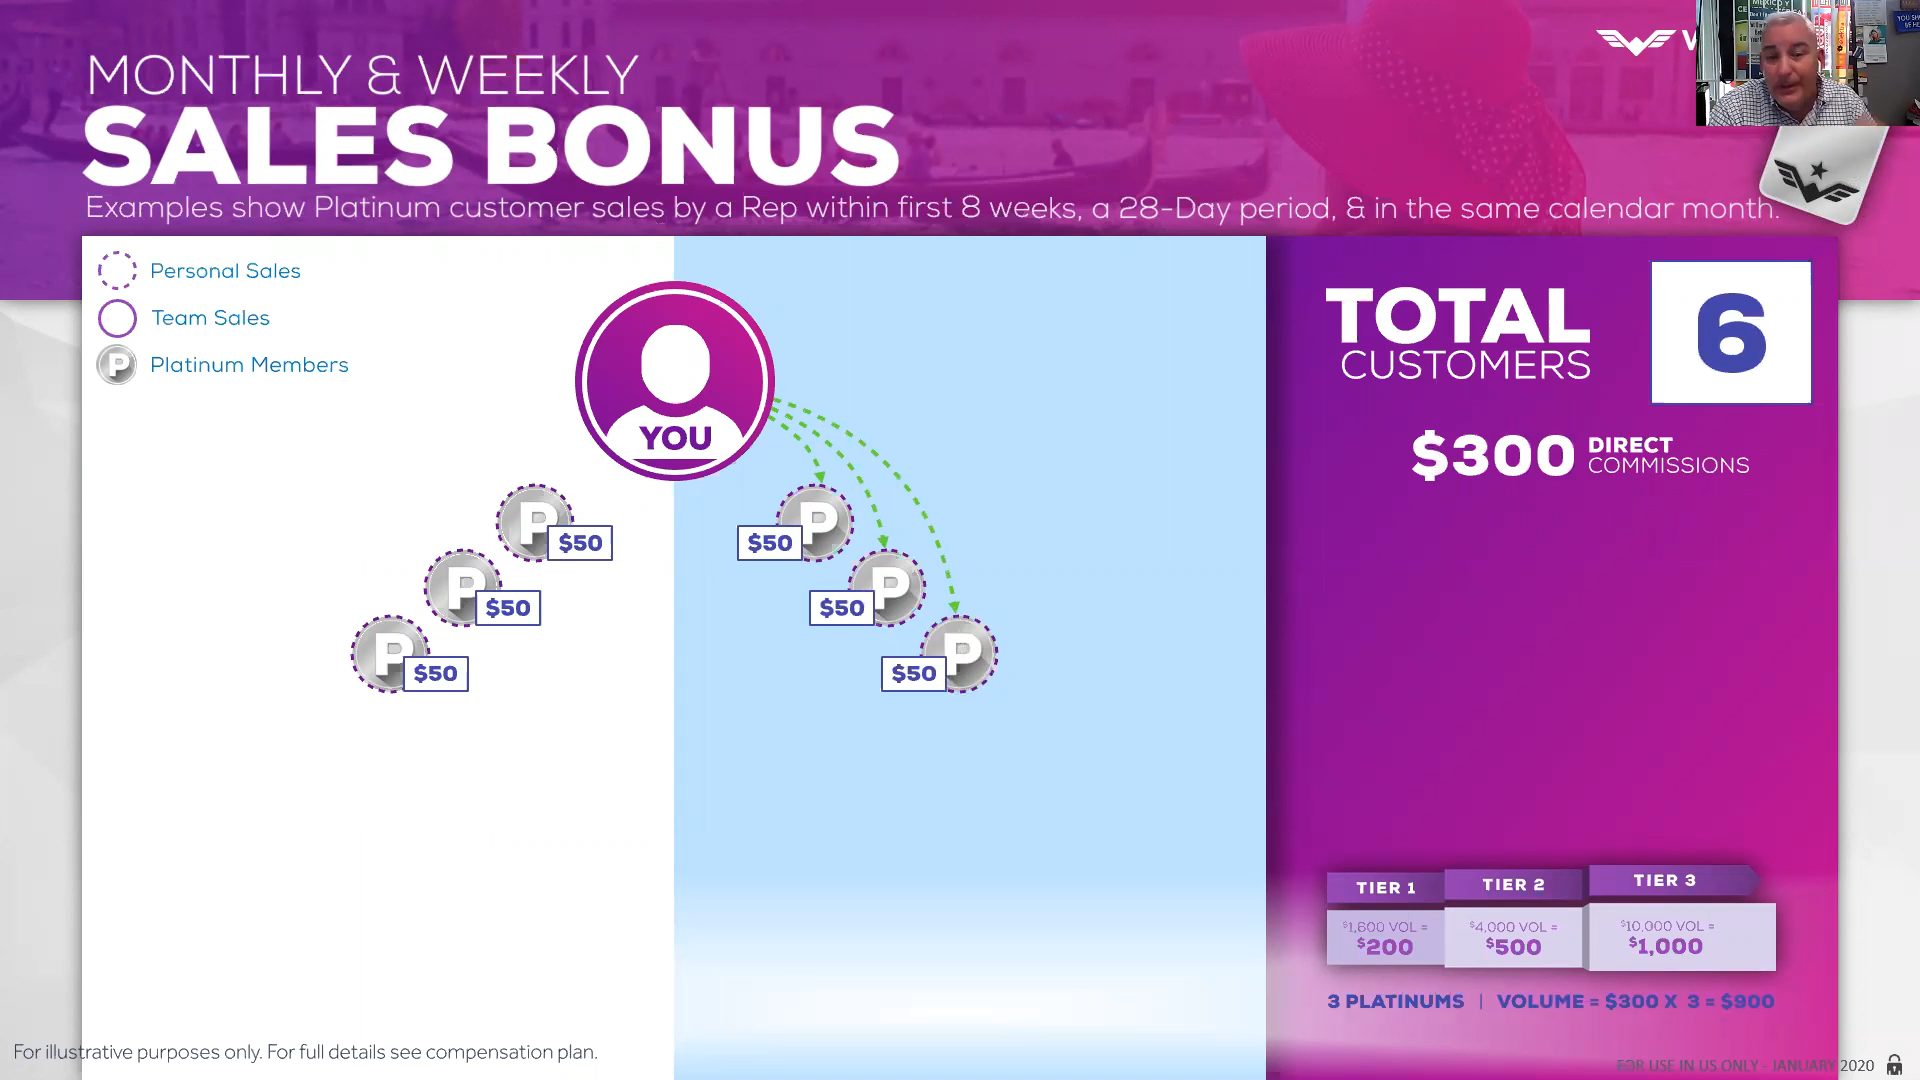 MONTHLY & WEEKLY
SALES BONUS
Examples show Platinum customer sales by a Rep within first 8 weeks, a 28-Day period, & in the same calendar month.
Personal Sales
Team Sales
P Platinum Members
YOU
P $50
P $50
P $50
$50 P
$50 P
$50 P
TOTAL
CUSTOMERS
6
$300 DIRECT
COMMISSIONS
TIER 1 TIER 2 TIER 3
$1,600 VOL = $4,000 VOL = $10,000 VOL =
$200 $500 $1,000
3 PLATINUMS | VOLUME = $300 X 3 = $900
For illustrative purposes only. For full details see compensation plan.
FOR USE IN US ONLY - JANUARY 2020